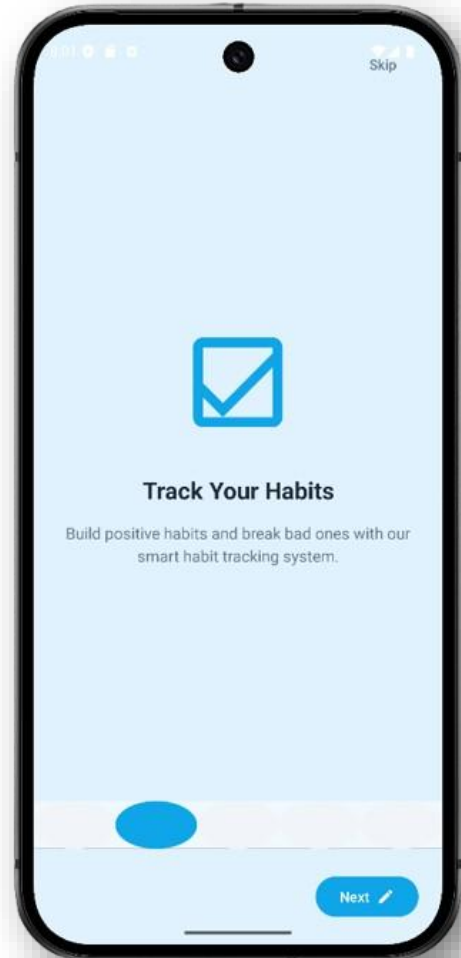 Skip
Track Your Habits
Build positive habits and break bad ones with our
smart habit tracking system.
Next